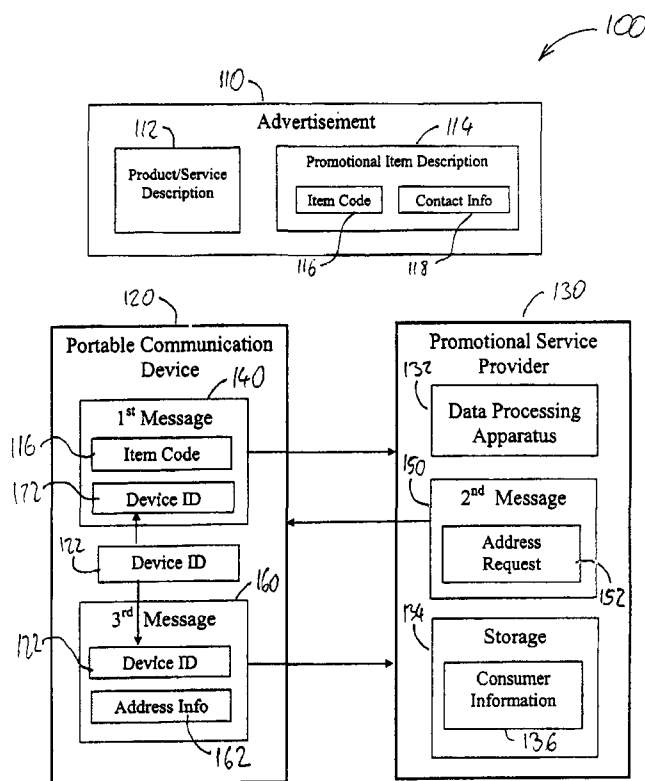 100
110
Advertisement
112
Product/Service
Description
114
Promotional Item Description
Item Code
Contact Info
116
118
120
Portable Communication
Device
140
1st Message
116
Item Code
122
Device ID
122
Device ID
160
3rd Message
122
Device ID
Address Info
162
130
Promotional Service
Provider
132
Data Processing
Apparatus
150
2nd Message
Address
Request
152
134
Storage
Consumer
Information
136